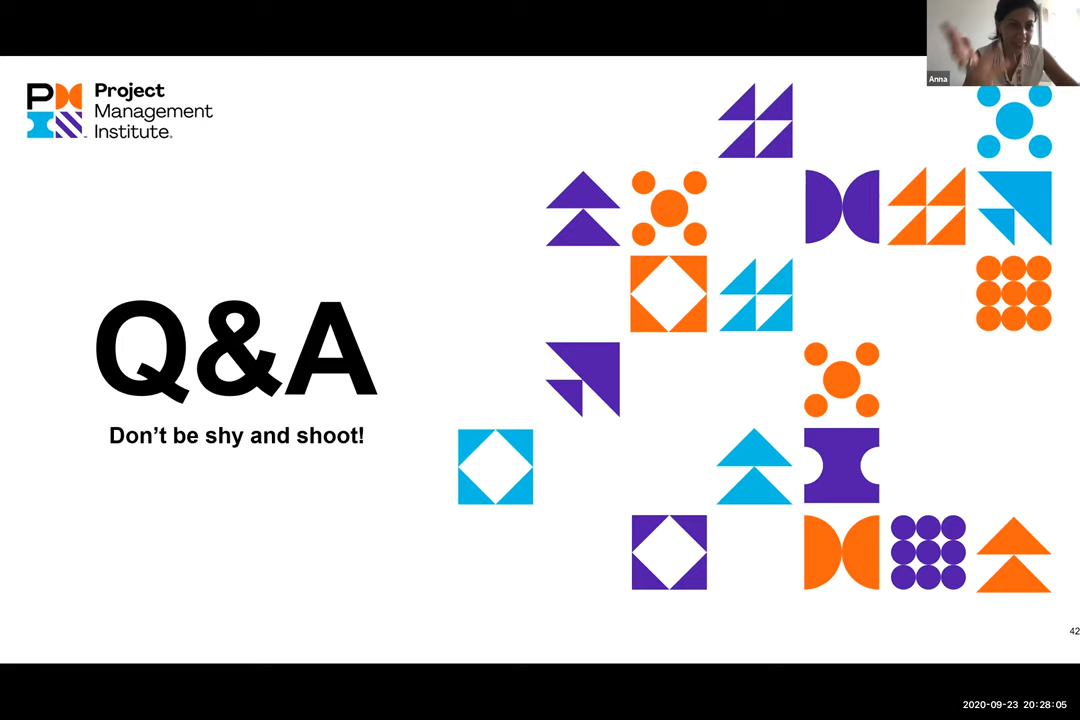 Project
Management
Institute.
Anna
Q&A
Don't be shy and shoot!
42
2020-09-23 20:28:05